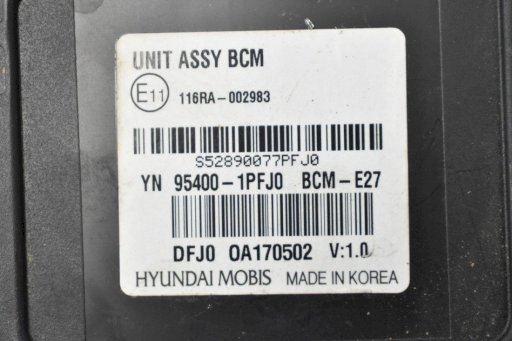 UNIT ASSY BCM
E11 116RA-002983
S52890077PFJ0
YN 95400-1PFJ0 BCM-E27
DFJ0 0A170502 V:1.0
HYUNDAI MOBIS MADE IN KOREA